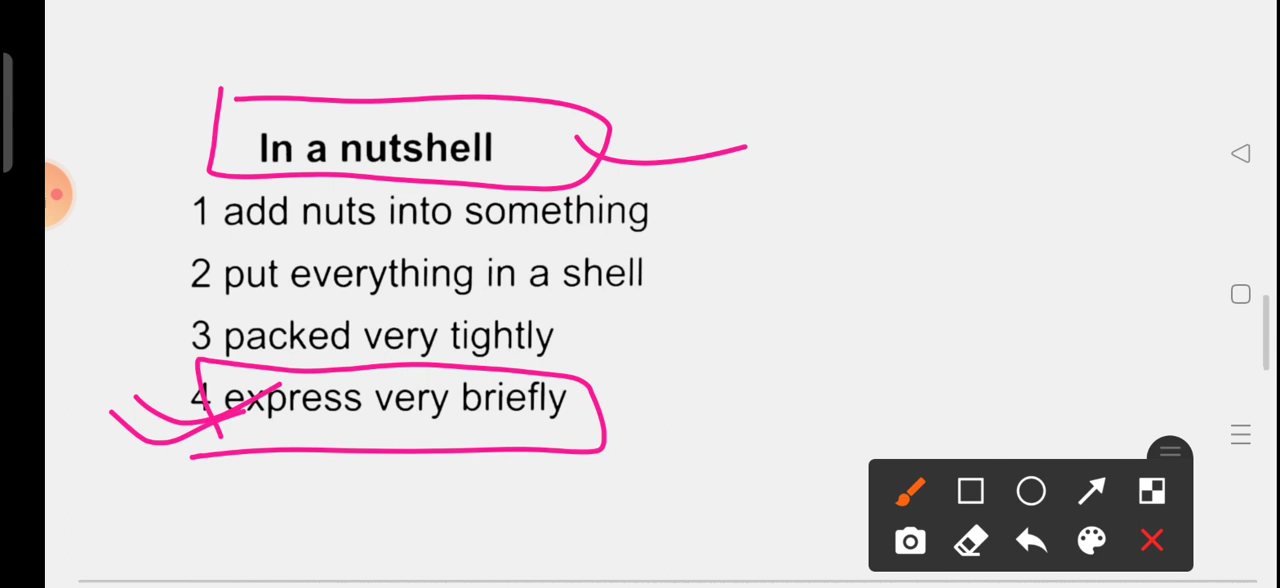 In a nutshell
1 add nuts into something
2 put everything in a shell
3 packed very tightly
4 express very briefly